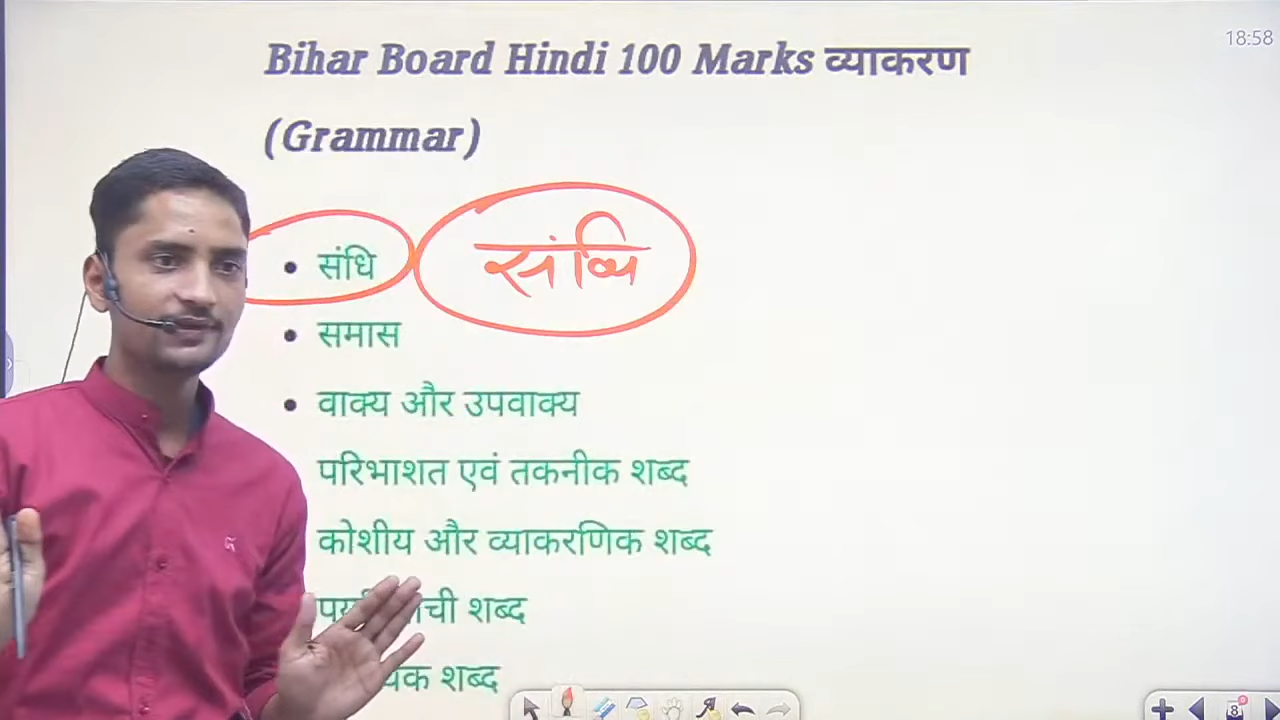 18:58
Bihar Board Hindi 100 Marks व्याकरण
(Grammar)
संधि संधि
समास
वाक्य और उपवाक्य
परिभाशत एवं तकनीक शब्द
कोशीय और व्याकरणिक शब्द
शब्द
शब्द
8